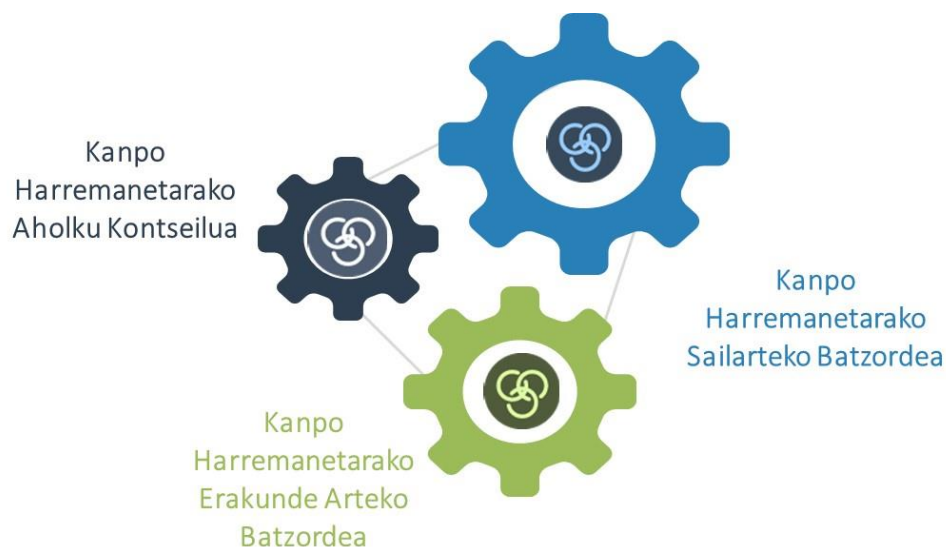 Kanpo
Harremanetarako
Aholku Kontseilua
Kanpo
Harremanetarako
Sailarteko Batzordea
Kanpo
Harremanetarako
Erakunde Arteko
Batzordea